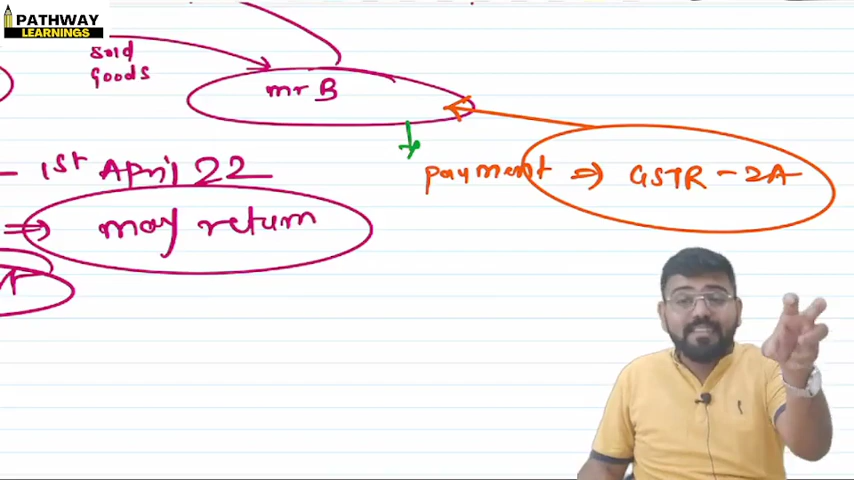 PATHWAY
LEARNINGS
sold
goods
mr B
1st April 22
payment ⇒ GSTR-2A
⇒ may return